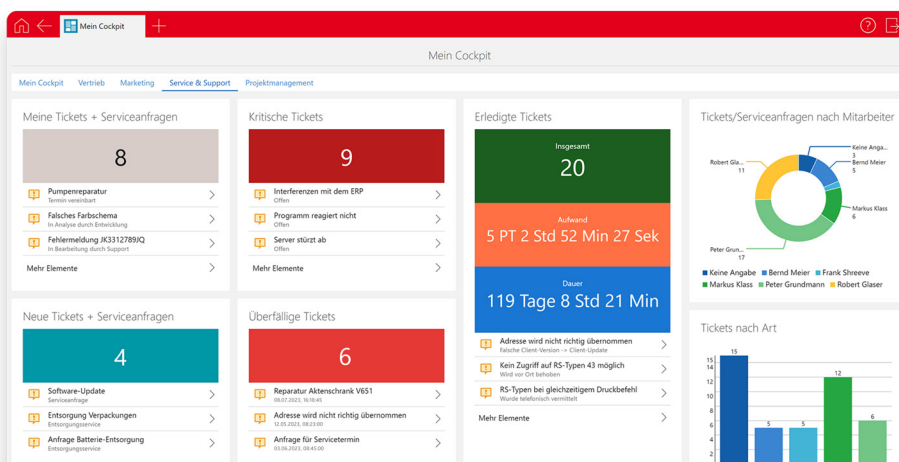 Mein Cockpit
Mein Cockpit
Mein Cockpit Vertrieb Marketing Service & Support Projektmanagement
Meine Tickets + Serviceanfragen
8
Pumpenreparatur
Termin vereinbart
Falsches Farbschema
In Analyse durch Entwicklung
Fehlermeldung JK3312789JQ
In Bearbeitung durch Support
Mehr Elemente
Kritische Tickets
9
Interferenzen mit dem ERP
Offen
Programm reagiert nicht
Offen
Server stürzt ab
Offen
Mehr Elemente
Erledigte Tickets
Insgesamt
20
Aufwand
5 PT 2 Std 52 Min 27 Sek
Dauer
119 Tage 8 Std 21 Min
Adresse wird nicht richtig übernommen
Falsche Client-Version -> Client-Update
Kein Zugriff auf RS-Typen 43 möglich
Wird vor Ort behoben
RS-Typen bei gleichzeitigem Druckbefehl
Wurde telefonisch vermittelt
Mehr Elemente
Tickets/Serviceanfragen nach Mitarbeiter
Keine Anga...
3
Bernd Meier
5
Robert Gla...
11
Markus Klass
6
Peter Grun...
17
Keine Angabe Bernd Meier Frank Shreeve
Markus Klass Peter Grundmann Robert Glaser
Neue Tickets + Serviceanfragen
4
Software-Update
Serviceanfrage
Entsorgung Verpackungen
Entsorgungsservice
Anfrage Batterie-Entsorgung
Entsorgungsservice
Überfällige Tickets
6
Reparatur Aktenschrank V651
08.07.2023, 16:18:45
Adresse wird nicht richtig übernommen
12.05.2023, 08:23:00
Anfrage für Servicetermin
03.06.2023, 08:45:00
Tickets nach Art
15
15
14
12
12
10
8
6
6
5
5
4
2